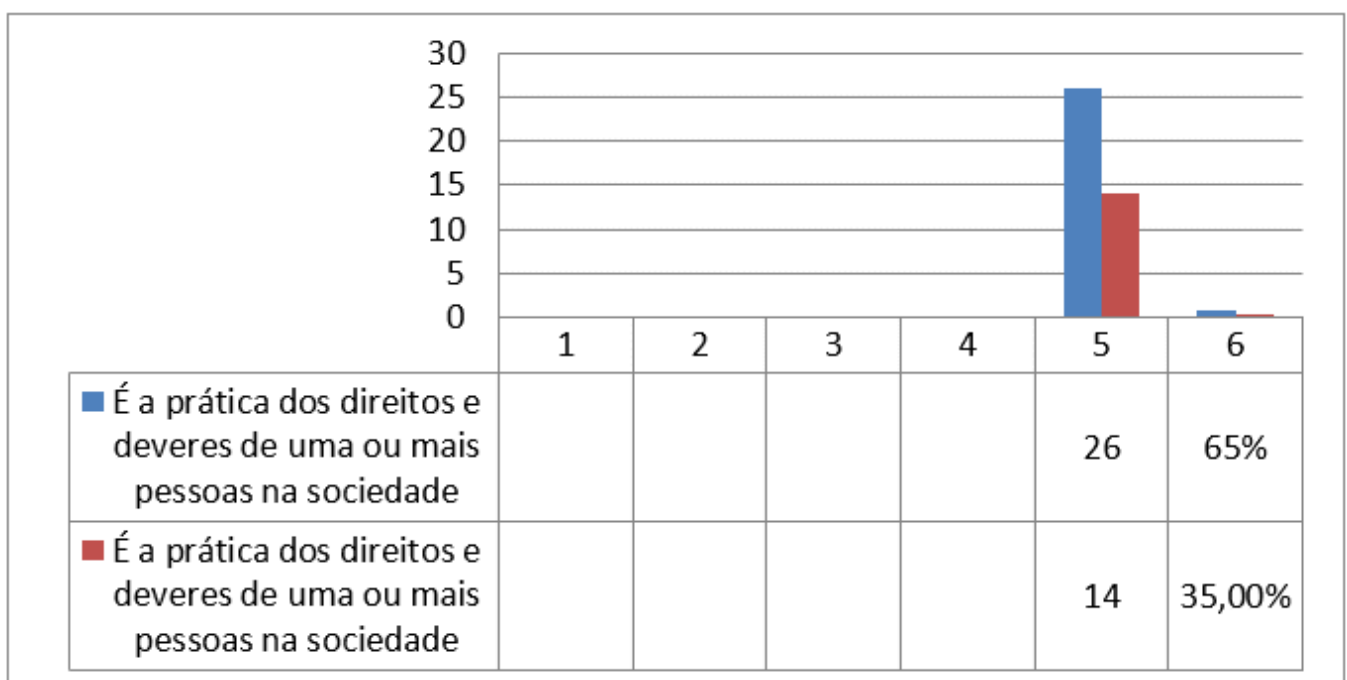 30
25
20
15
10
5
0
1 2 3 4 5 6
É a prática dos direitos e
deveres de uma ou mais
pessoas na sociedade
26 65%
É a prática dos direitos e
deveres de uma ou mais
pessoas na sociedade
14 35,00%